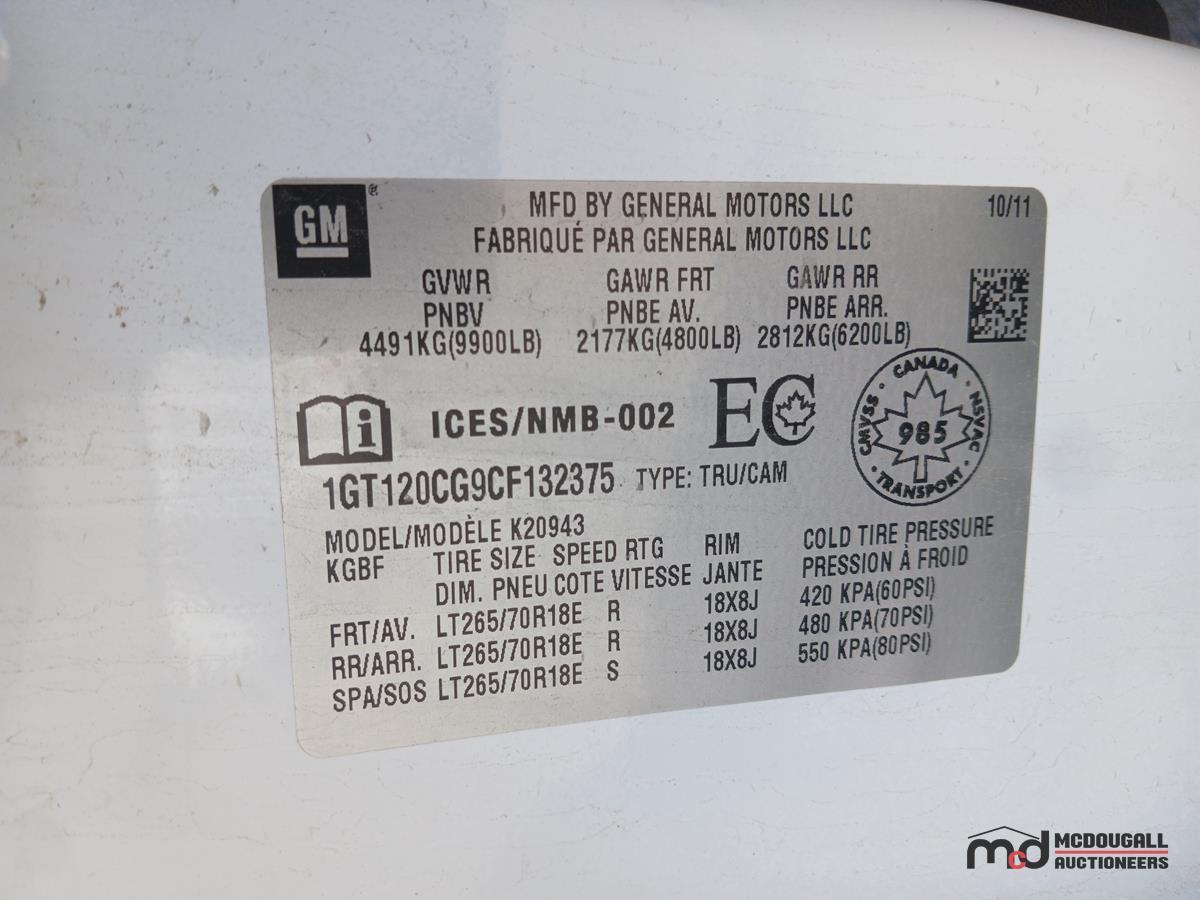 GM ®
MFD BY GENERAL MOTORS LLC 10/11
FABRIQUÉ PAR GENERAL MOTORS LLC
GVWR GAWR FRT GAWR RR
PNBV PNBE AV. PNBE ARR.
4491KG(9900LB) 2177KG(4800LB) 2812KG(6200LB)
i ICES/NMB-002 EC
CANADA
CMVSS 985 NSVAC
TRANSPORT
1GT120CG9CF132375 TYPE: TRU/CAM
MODEL/MODÈLE K20943
KGBF TIRE SIZE SPEED RTG RIM COLD TIRE PRESSURE
DIM. PNEU COTE VITESSE JANTE PRESSION À FROID
FRT/AV. LT265/70R18E R 18X8J 420 KPA(60PSI)
RR/ARR. LT265/70R18E R 18X8J 480 KPA(70PSI)
SPA/SOS LT265/70R18E S 18X8J 550 KPA(80PSI)
mcd MCDOUGALL
AUCTIONEERS